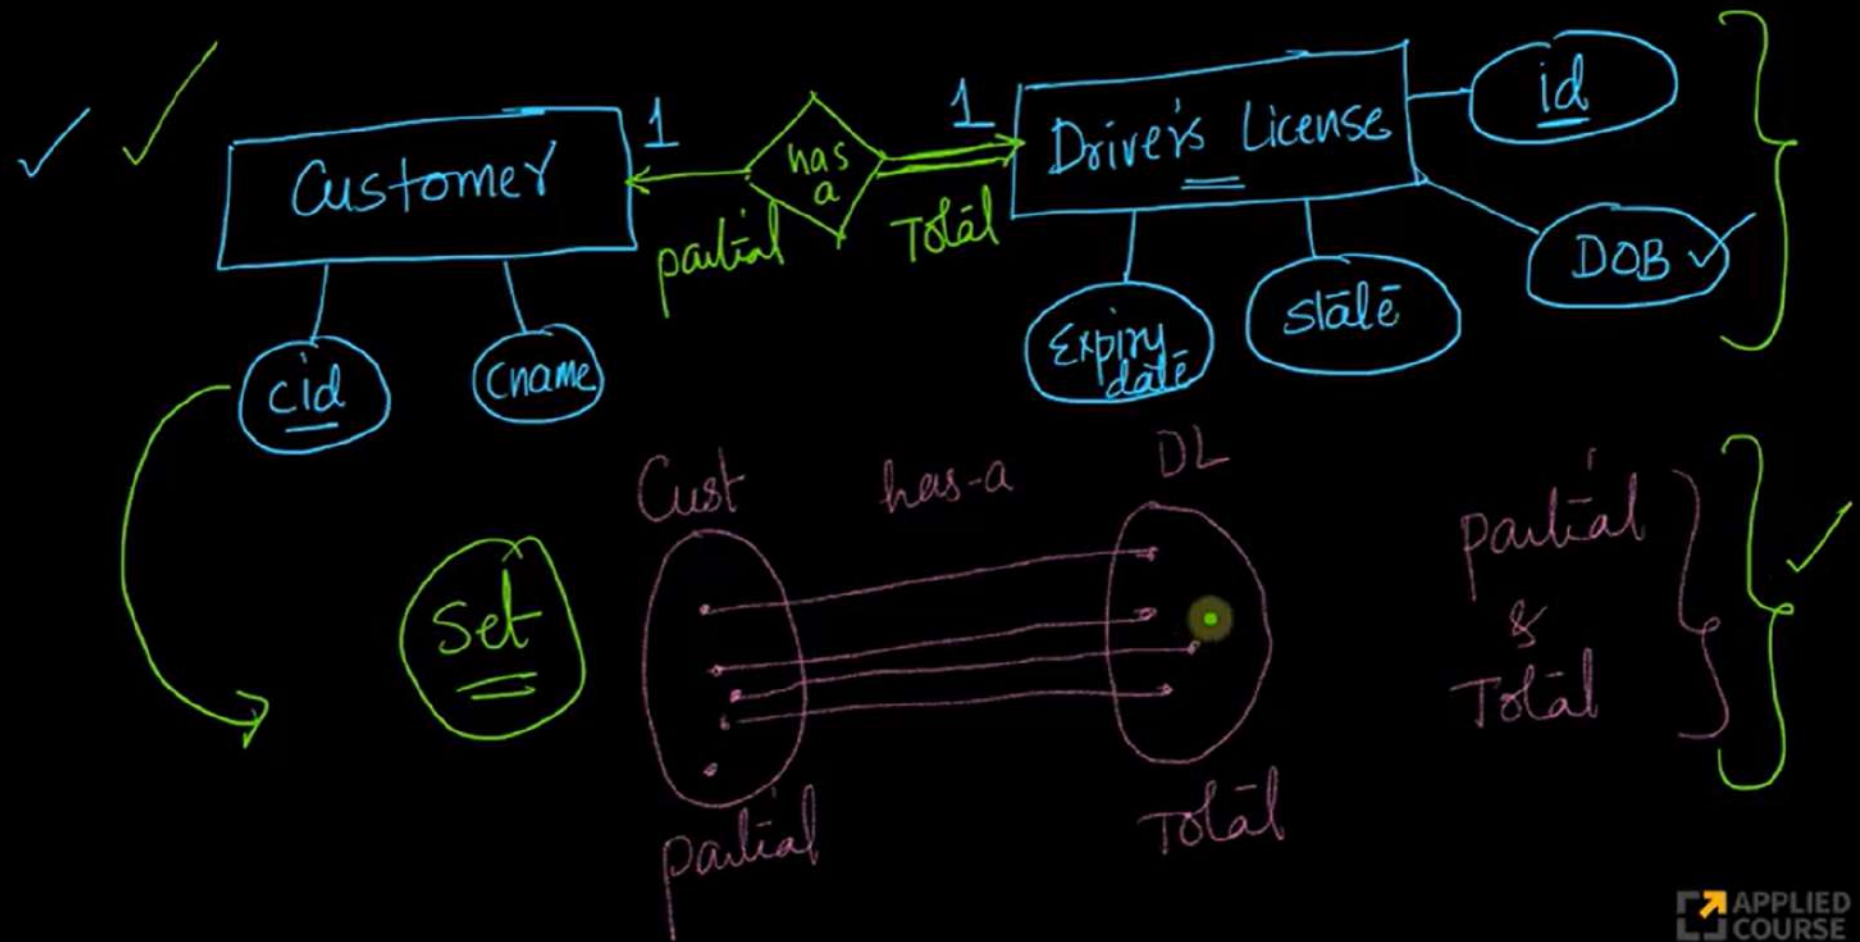 Customer
1
has
a
1
Driver's License
id
partial
Total
DOB
cid
cname
Expiry
date
state
Cust
has-a
DL
Set
partial
&
Total
partial
Total
APPLIED
COURSE